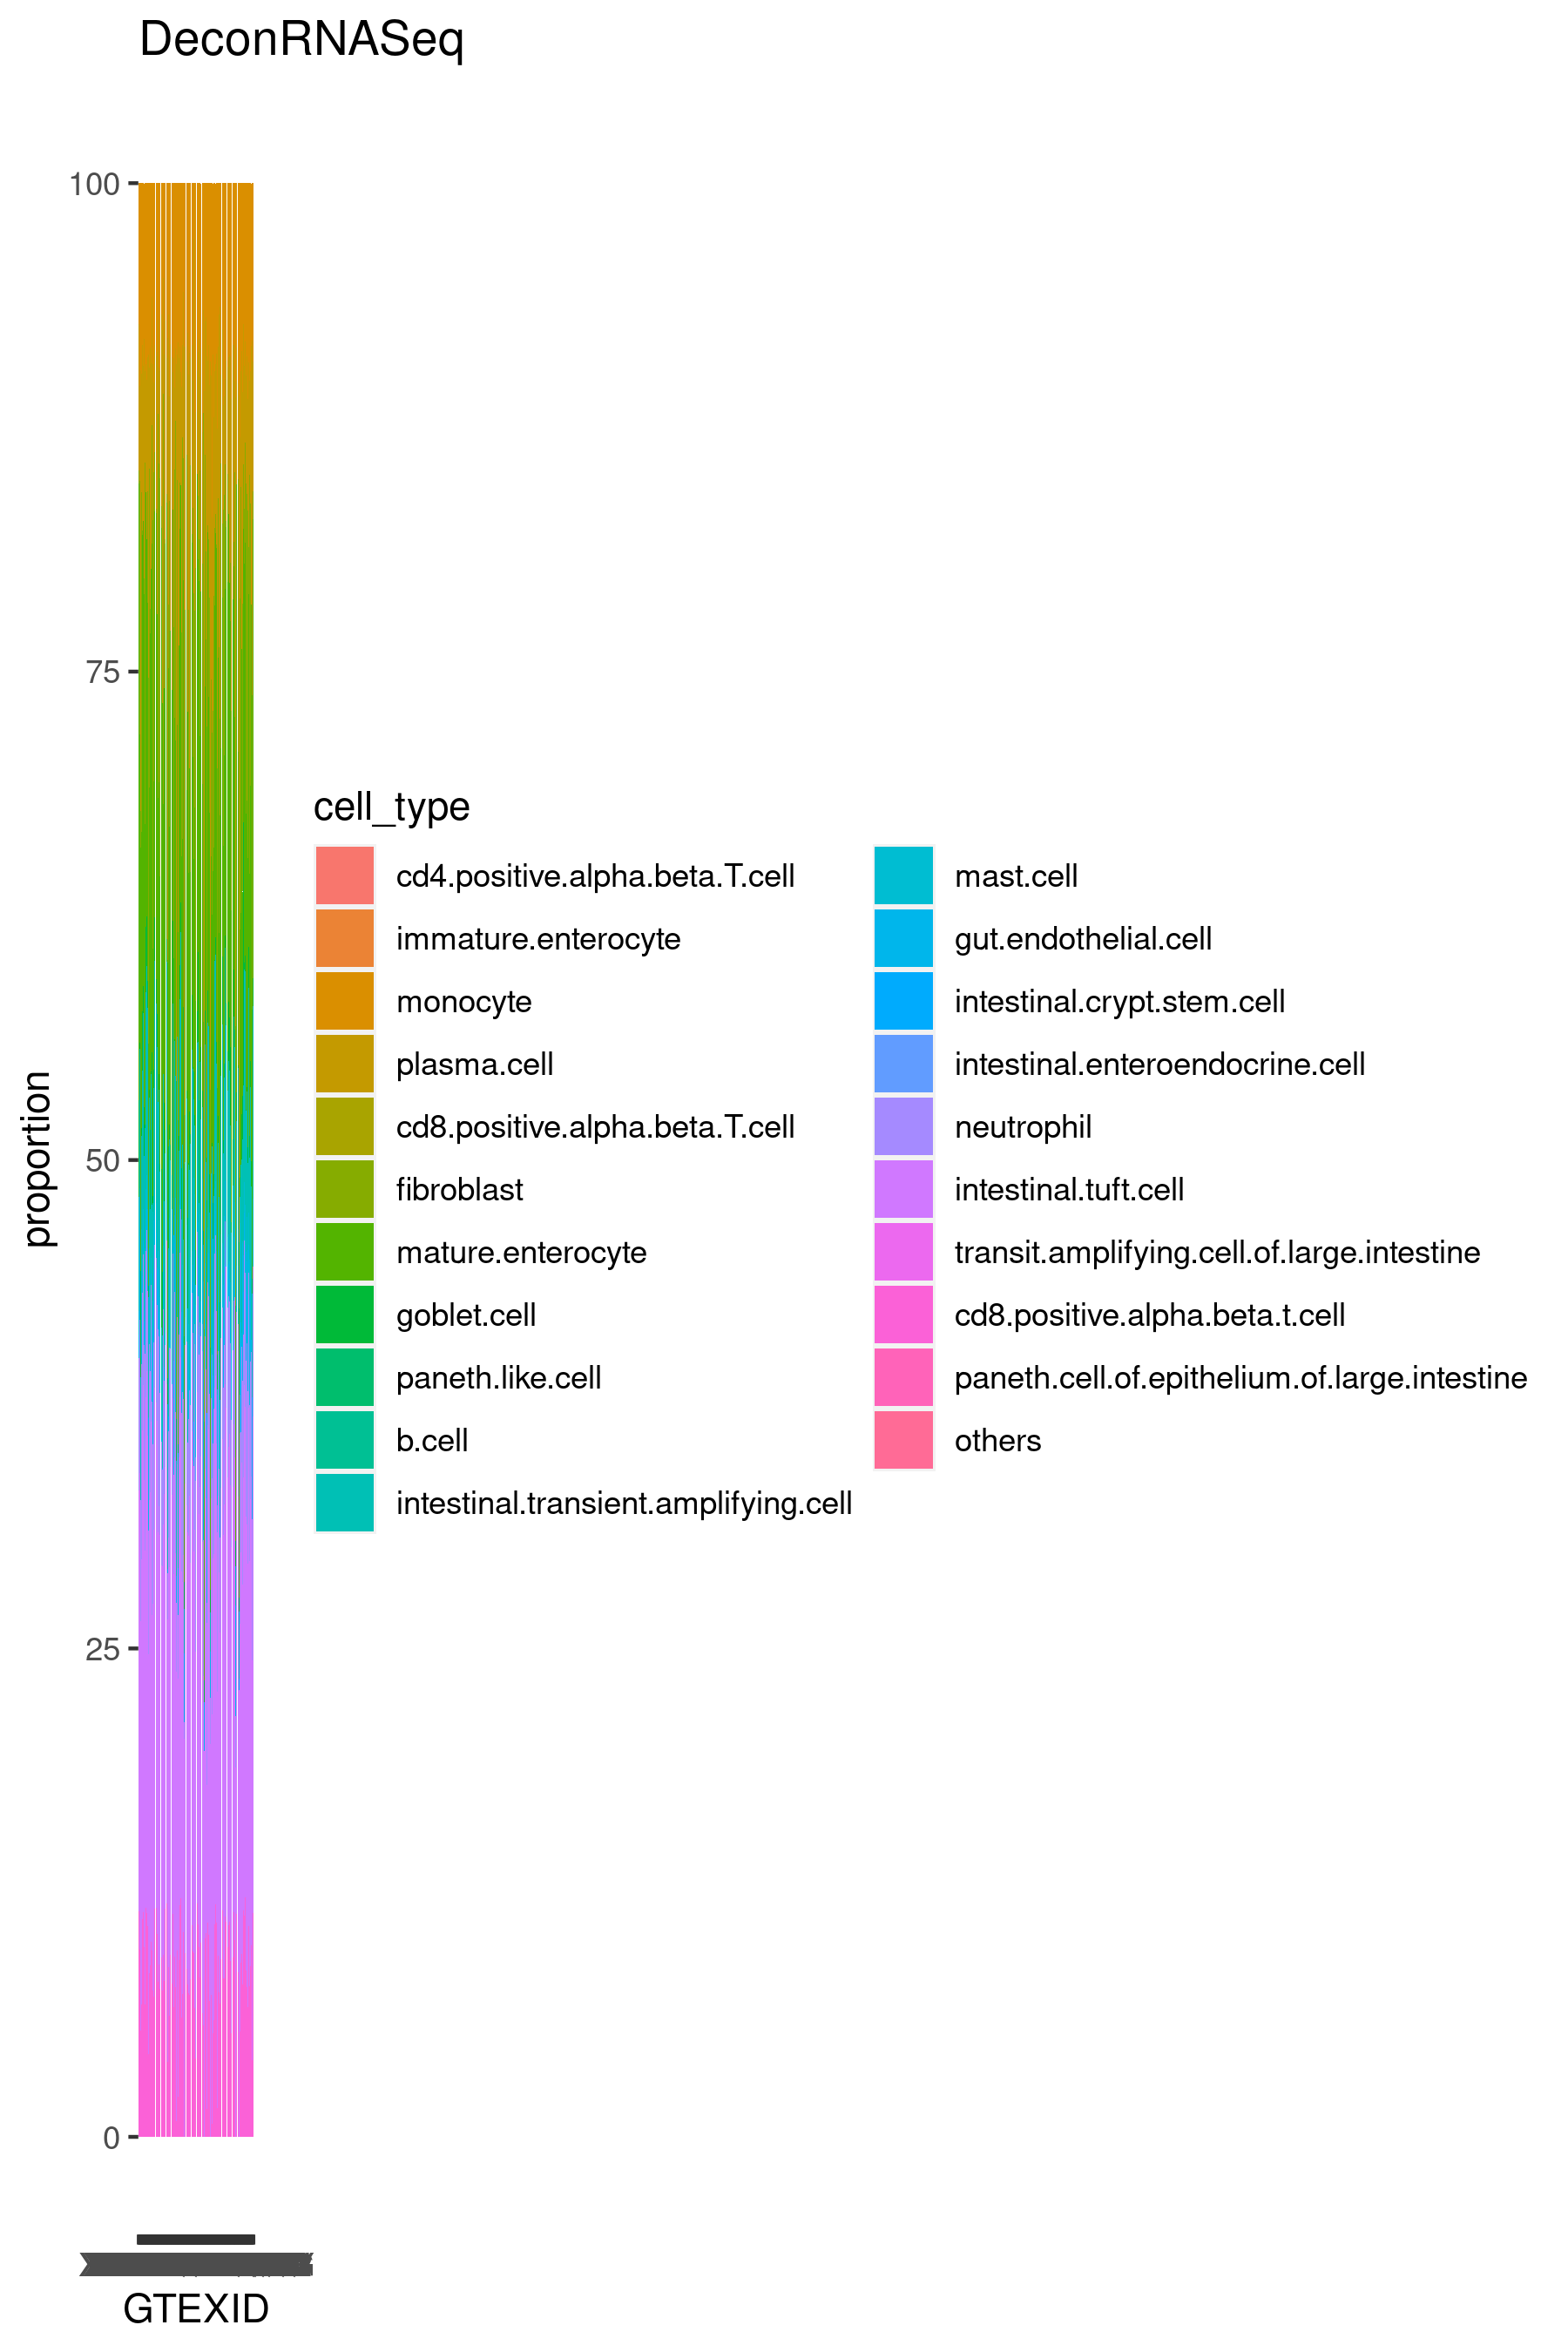 DeconRNASeq
100
75
50
25
0
proportion
GTEXID
cell_type
cd4.positive.alpha.beta.T.cell
immature.enterocyte
monocyte
plasma.cell
cd8.positive.alpha.beta.T.cell
fibroblast
mature.enterocyte
goblet.cell
paneth.like.cell
b.cell
intestinal.transient.amplifying.cell
mast.cell
gut.endothelial.cell
intestinal.crypt.stem.cell
intestinal.enteroendocrine.cell
neutrophil
intestinal.tuft.cell
transit.amplifying.cell.of.large.intestine
cd8.positive.alpha.beta.t.cell
paneth.cell.of.epithelium.of.large.intestine
others